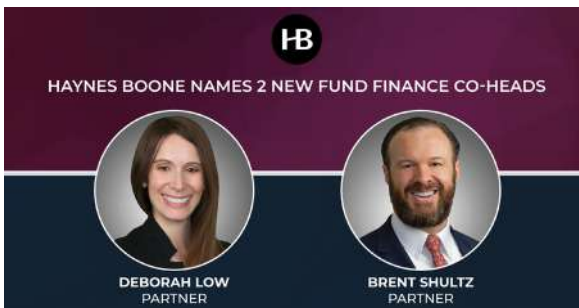 HB
HAYNES BOONE NAMES 2 NEW FUND FINANCE CO-HEADS
DEBORAH LOW
PARTNER
BRENT SHULTZ
PARTNER